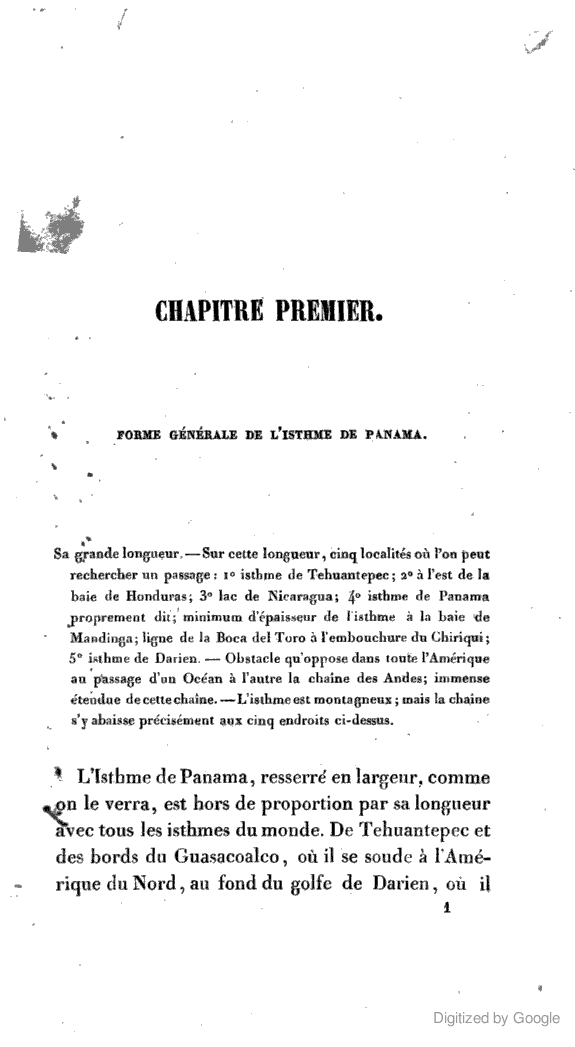 CHAPITRE PREMIER.
FORME GÉNÉRALE DE L'ISTHME DE PANAMA.
Sa grande longueur. — Sur cette longueur, cinq localités où l'on peut
rechercher un passage : 1º isthme de Tehuantepec ; 2º à l'est de la
baie de Honduras ; 3º lac de Nicaragua ; 4º isthme de Panama
proprement dit ; minimum d'épaisseur de l'isthme à la baie de
Mandinga ; ligne de la Boca del Toro à l'embouchure du Chiriqui ;
5º isthme de Darien. — Obstacle qu'oppose dans toute l'Amérique
au passage d'un Océan à l'autre la chaîne des Andes ; immense
étendue de cette chaîne. — L'isthme est montagneux ; mais la chaîne
s'y abaisse précisément aux cinq endroits ci-dessus.
L'Isthme de Panama, resserré en largeur, comme
on le verra, est hors de proportion par sa longueur
avec tous les isthmes du monde. De Tehuantepec et
des bords du Guasacoalco, où il se soude à l'Amé-
rique du Nord, au fond du golfe de Darien, où il
1
Digitized by Google